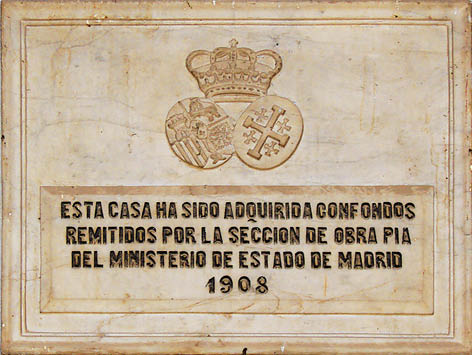 ESTA CASA HA SIDO ADQUIRIDA CONFONDOS
REMITIDOS POR LA SECCION DE OBRA PIA
DEL MINISTERIO DE ESTADO DE MADRID
1908